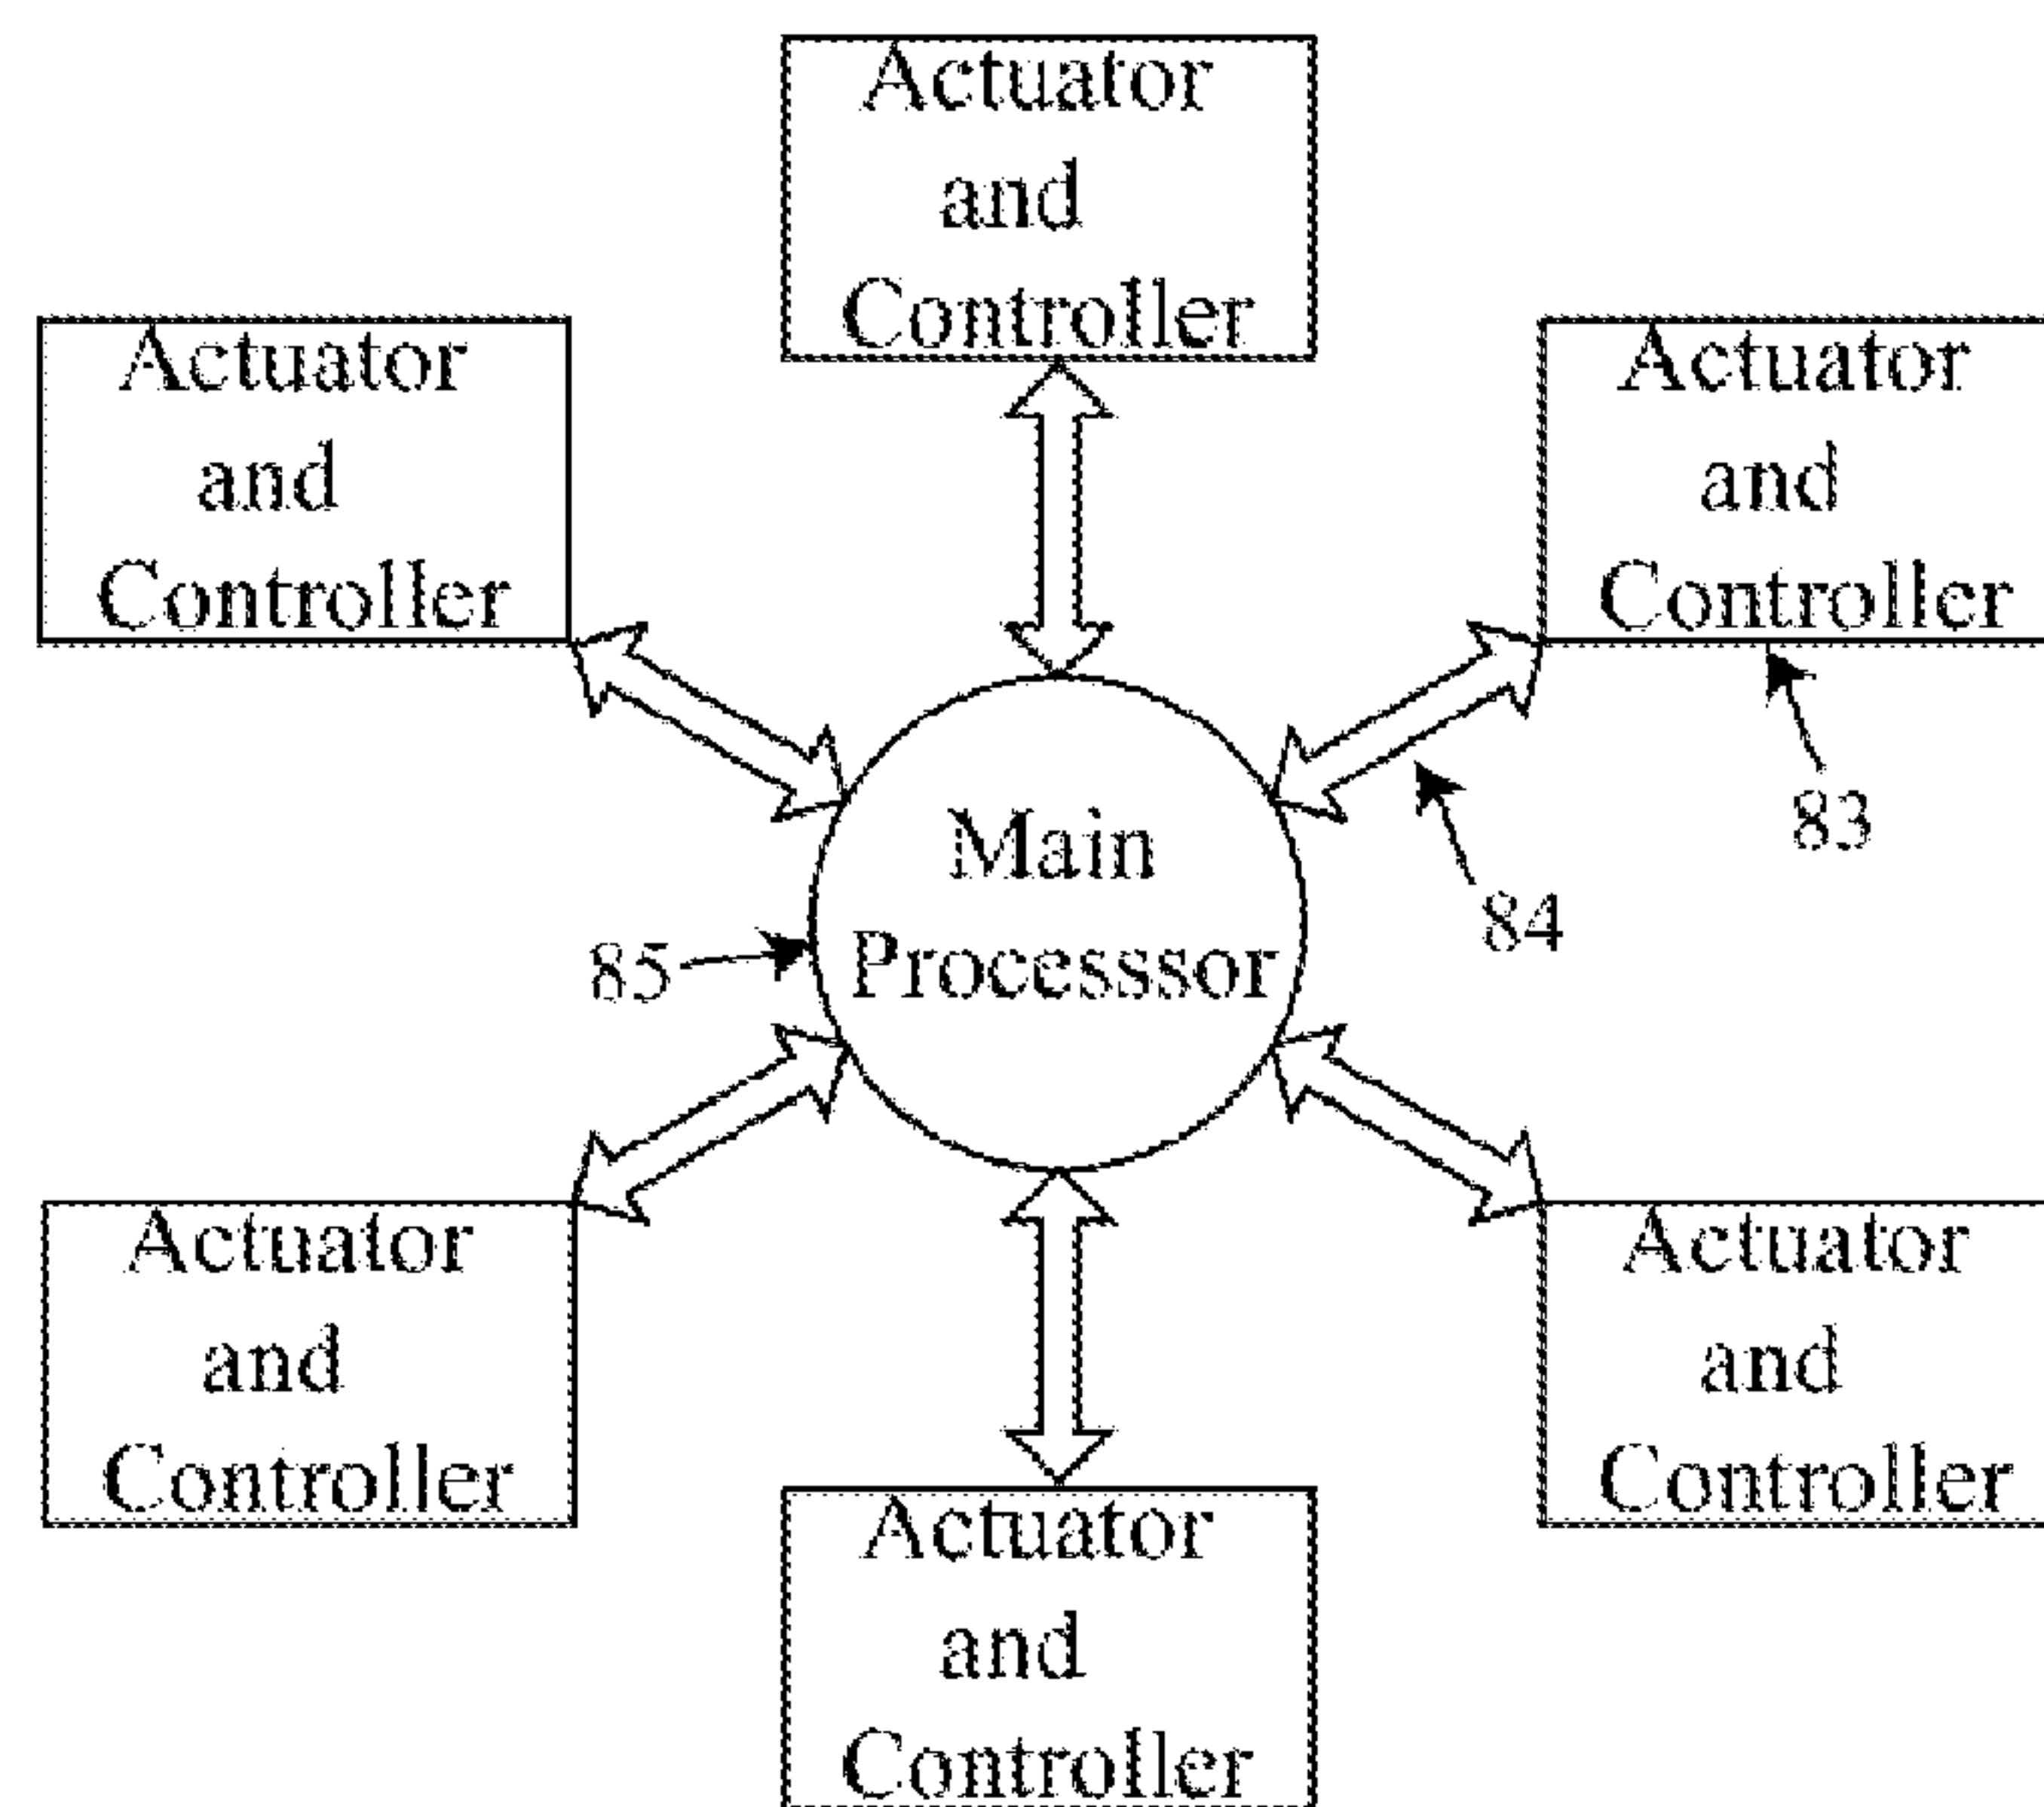 Actuator
and
Controller
Actuator
and
Controller
Actuator
and
Controller
83
84
Main
Processsor
85
Actuator
and
Controller
Actuator
and
Controller
Actuator
and
Controller